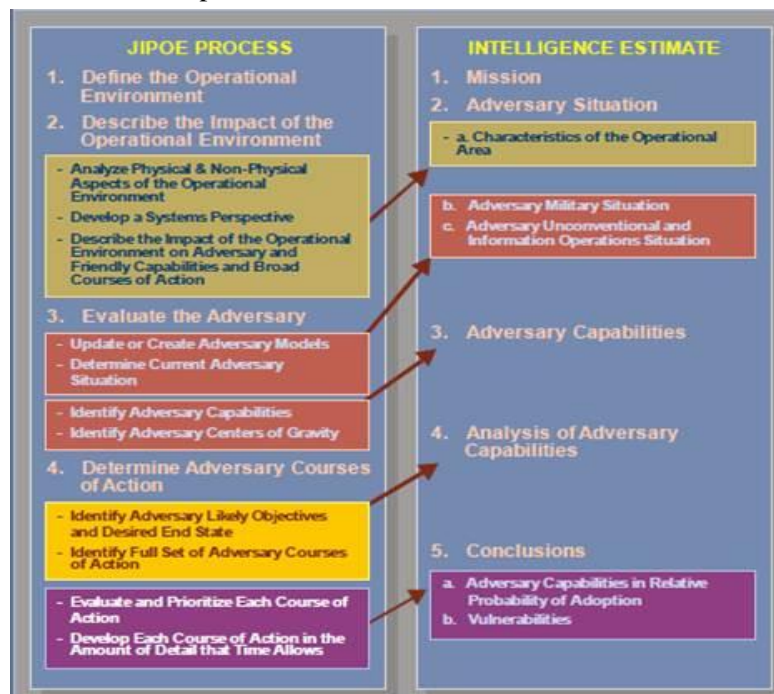 JIPOE PROCESS
1. Define the Operational
Environment
2. Describe the Impact of the
Operational Environment
- Analyze Physical & Non-Physical
Aspects of the Operational
Environment
- Develop a Systems Perspective
- Describe the Impact of the Operational
Environment on Adversary and
Friendly Capabilities and Broad
Courses of Action
3. Evaluate the Adversary
- Update or Create Adversary Models
- Determine Current Adversary
Situation
- Identify Adversary Capabilities
- Identify Adversary Centers of Gravity
4. Determine Adversary Courses
of Action
- Identify Adversary Likely Objectives
and Desired End State
- Identify Full Set of Adversary Courses
of Action
- Evaluate and Prioritize Each Course of
Action
- Develop Each Course of Action in the
Amount of Detail that Time Allows
INTELLIGENCE ESTIMATE
1. Mission
2. Adversary Situation
- a. Characteristics of the Operational
Area
b. Adversary Military Situation
c. Adversary Unconventional and
Information Operations Situation
3. Adversary Capabilities
4. Analysis of Adversary
Capabilities
5. Conclusions
a. Adversary Capabilities in Relative
Probability of Adoption
b. Vulnerabilities